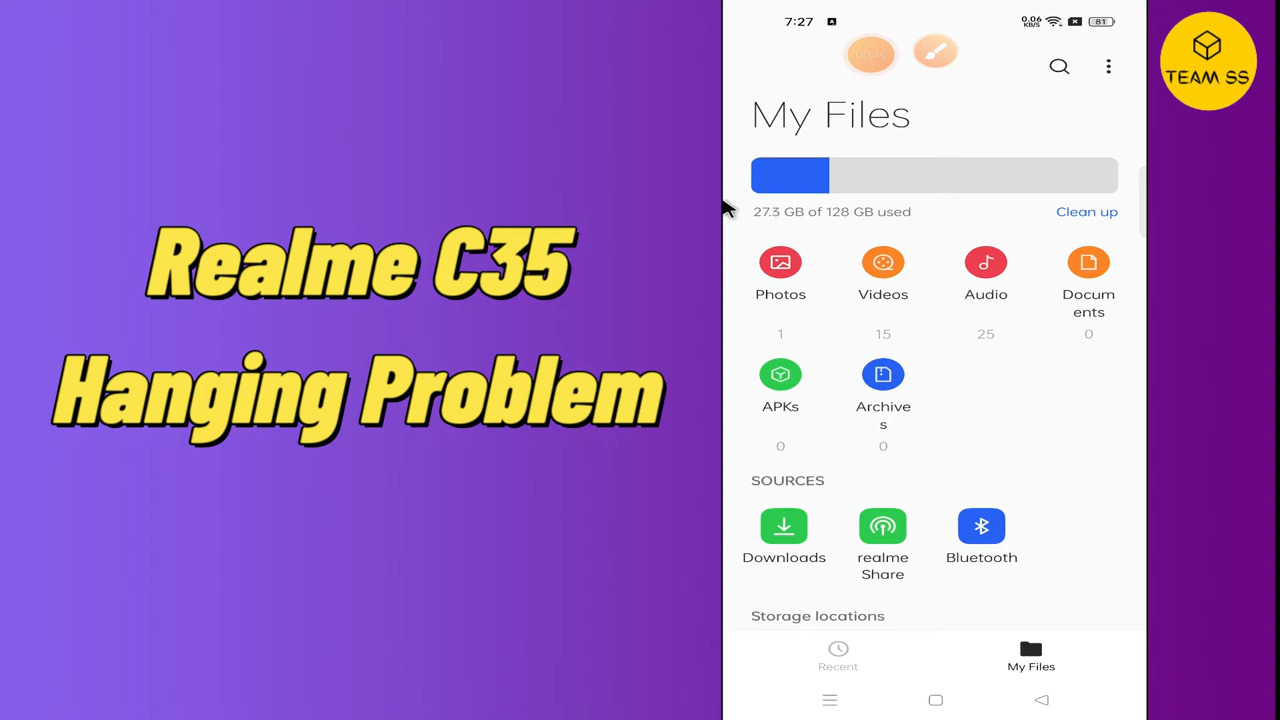 Realme C35
Hanging Problem
7:27
A
0.06
KB/S
81
00:40
My Files
27.3 GB of 128 GB used
Clean up
Photos
Videos
Audio
Docum
ents
1
15
25
0
APKs
Archive
s
0
0
SOURCES
Downloads
realme
Share
Bluetooth
Storage locations
Recent
My Files
TEAM SS